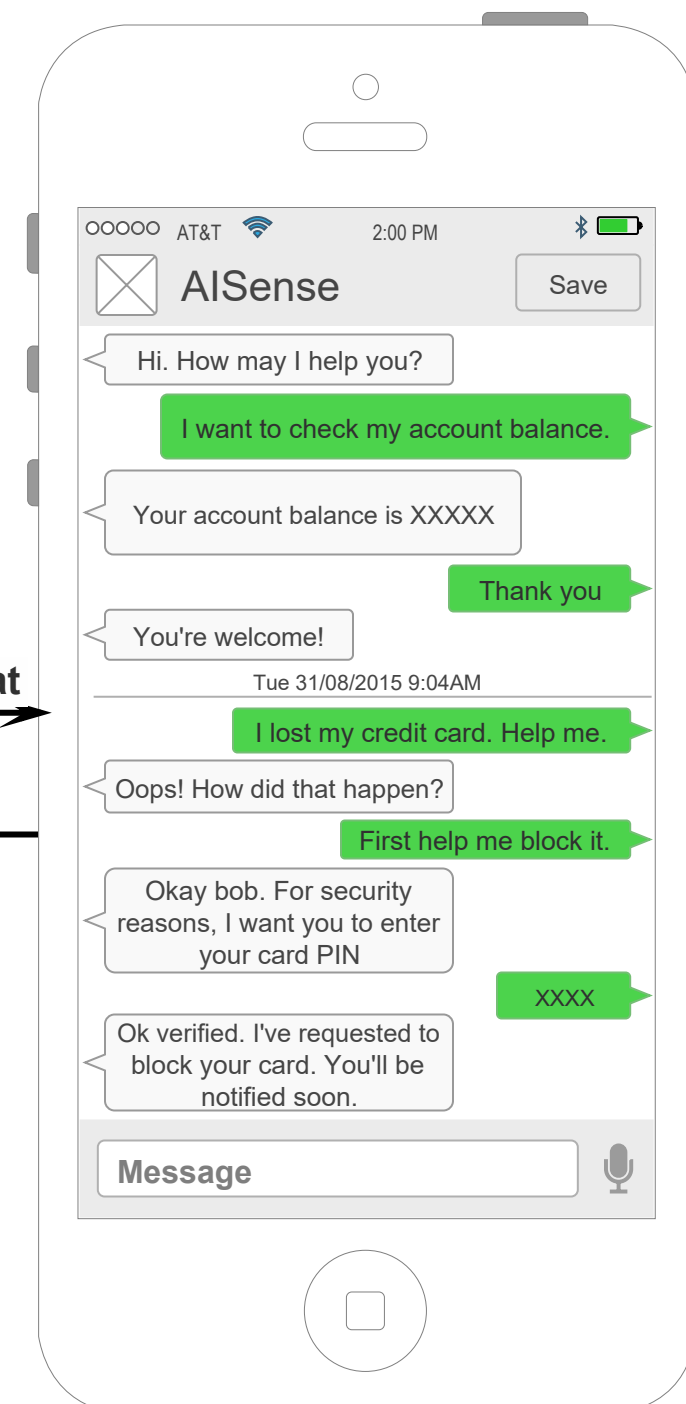 AT&T 2:00 PM
AISense Save
Hi. How may I help you?
I want to check my account balance.
Your account balance is XXXXX
Thank you
You're welcome!
Tue 31/08/2015 9:04AM
I lost my credit card. Help me.
Oops! How did that happen?
First help me block it.
Okay bob. For security
reasons, I want you to enter
your card PIN
XXXX
Ok verified. I've requested to
block your card. You'll be
notified soon.
Message